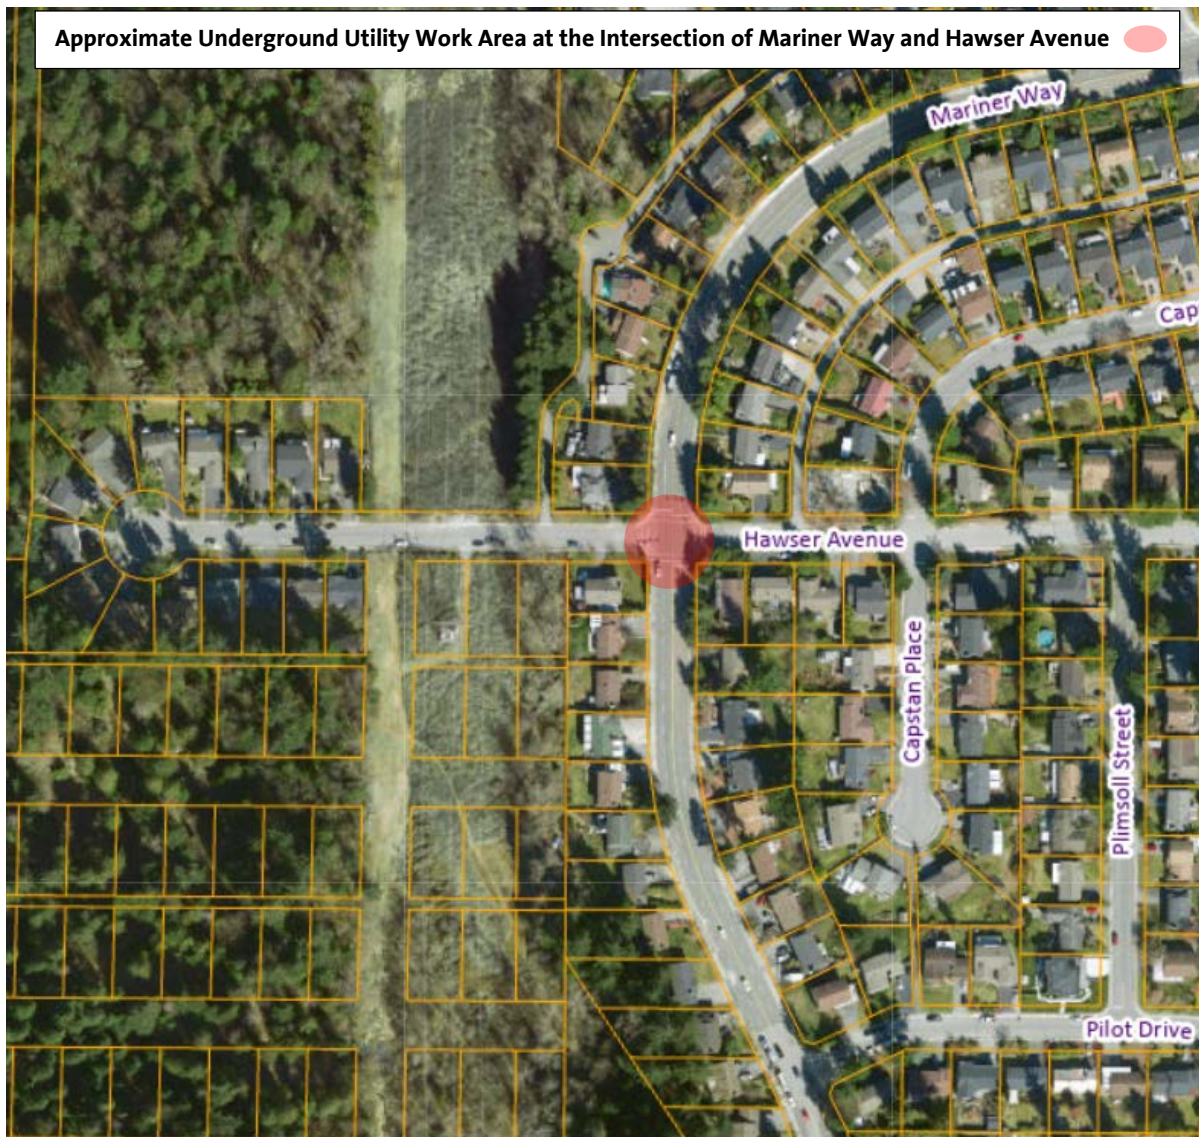 Approximate Underground Utility Work Area at the Intersection of Mariner Way and Hawser Avenue
Mariner Way
Cap
Hawser Avenue
Capstan Place
Plimsoll Street
Pilot Drive